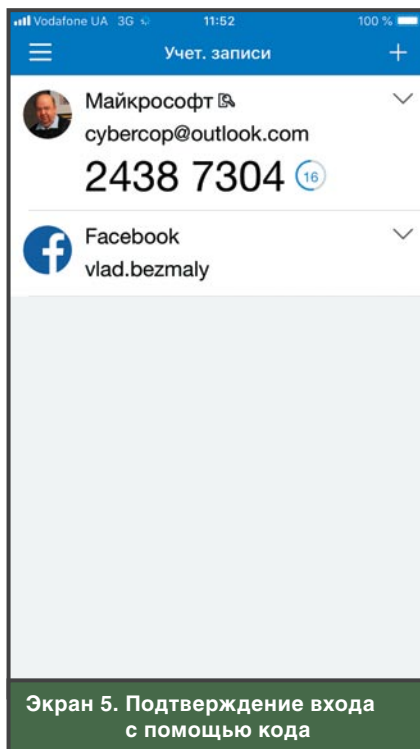 Vodafone UA 3G 11:52 100 %
Учет. записи
Майкрософт
cybercop@outlook.com
2438 7304 16
Facebook
vlad.bezmaly
Экран 5. Подтверждение входа
с помощью кода